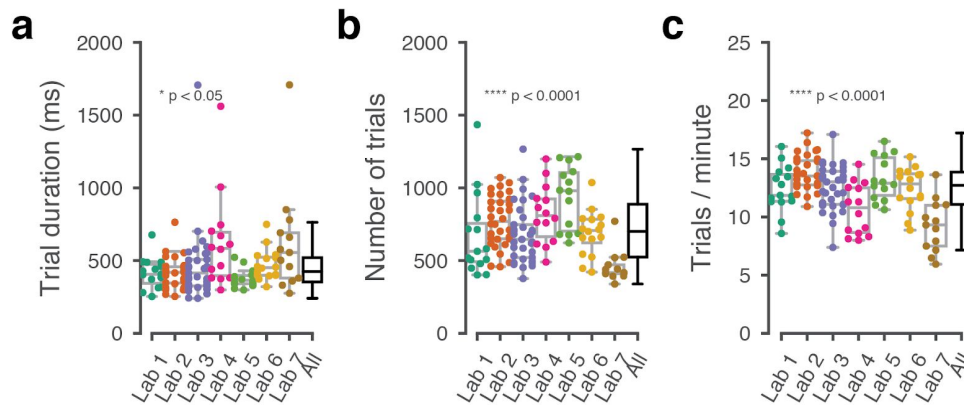 a
Trial duration (ms)
2000
1500
1000
500
0
* p < 0.05
Lab 1
Lab 2
Lab 3
Lab 4
Lab 5
Lab 6
Lab 7
All
b
Number of trials
2000
1500
1000
500
0
**** p < 0.0001
Lab 1
Lab 2
Lab 3
Lab 4
Lab 5
Lab 6
Lab 7
All
c
Trials / minute
25
20
15
10
5
0
**** p < 0.0001
Lab 1
Lab 2
Lab 3
Lab 4
Lab 5
Lab 6
Lab 7
All